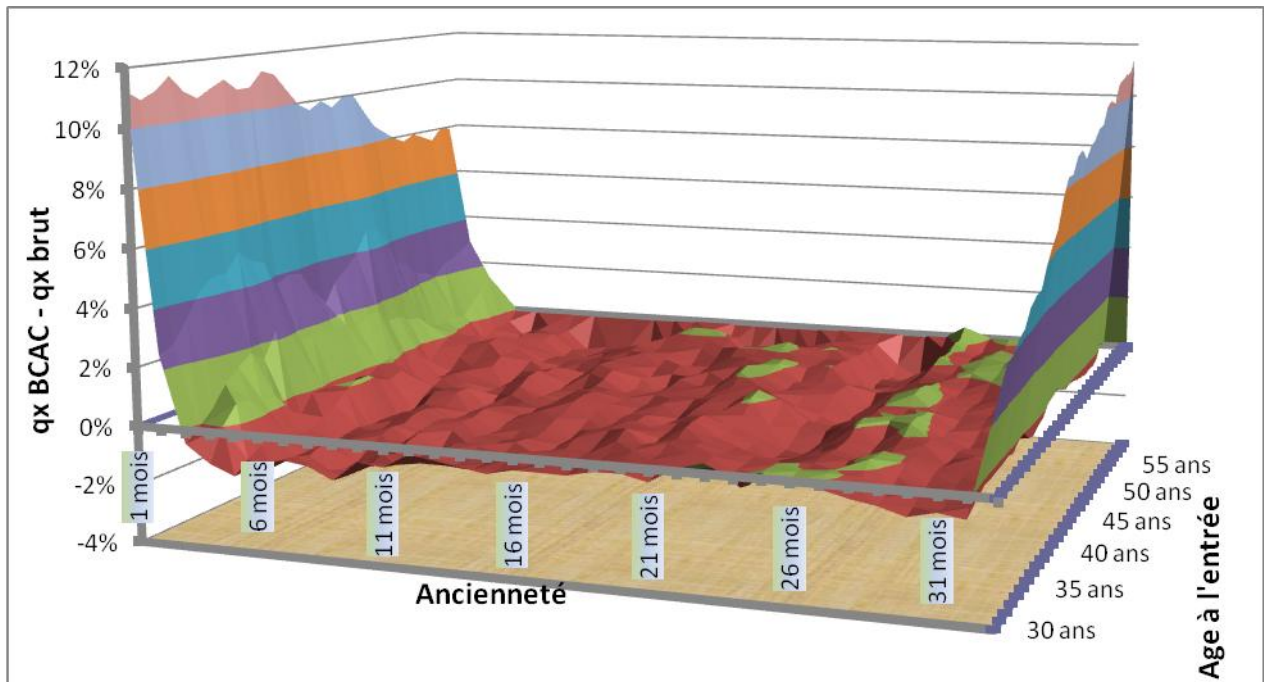 12%
10%
8%
6%
4%
2%
0%
-2%
-4%
qx BCAC - qx brut
1 mois
6 mois
11 mois
16 mois
21 mois
26 mois
31 mois
Ancienneté
55 ans
50 ans
45 ans
40 ans
35 ans
30 ans
Age à l'entrée